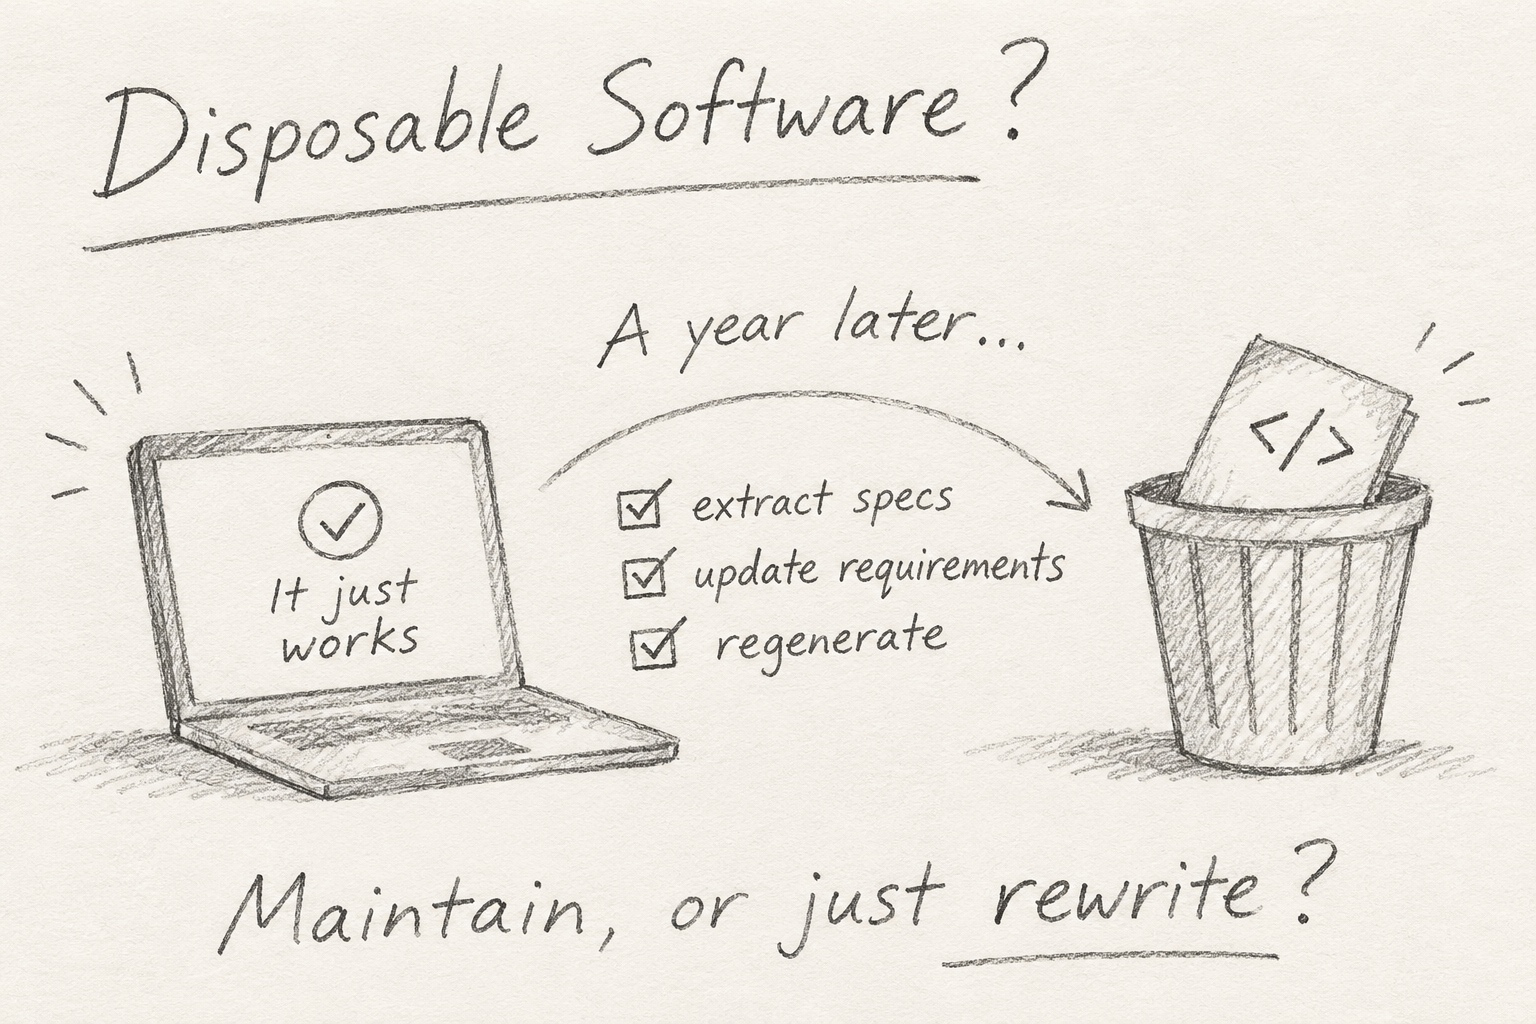 Disposable Software?
A year later...
It just
works
extract specs
update requirements
regenerate
</>
Maintain, or just rewrite?